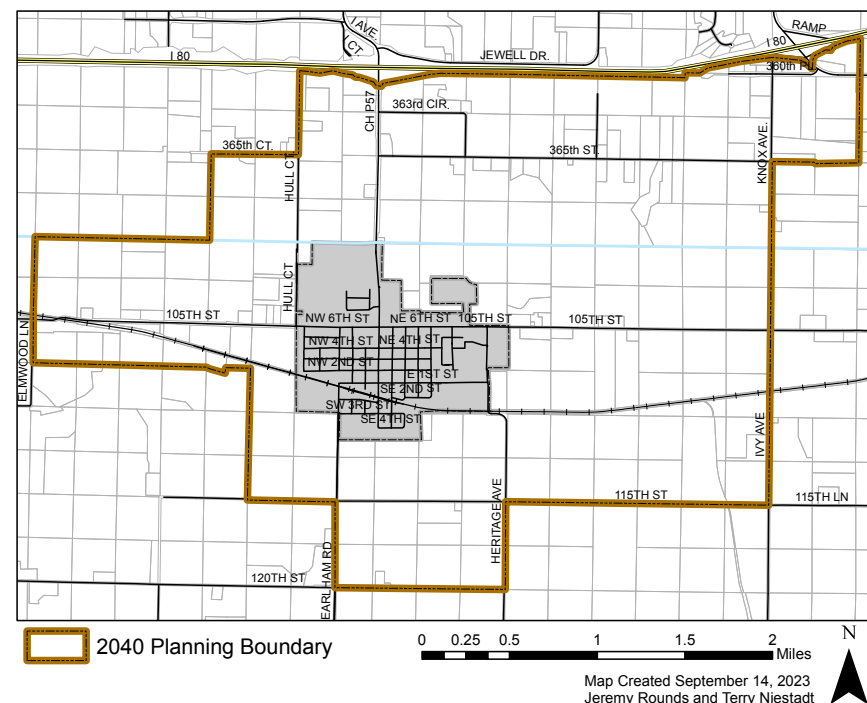 RAMP
I AVE.
I CT.
I 80
JEWELL DR.
I 80
CH P57
363rd CIR.
365th CT.
365th ST.
HULL CT.
KNOX AVE.
HULL CT
105TH ST
NW 6TH ST
NE 6TH ST
105TH ST
105TH ST
NW 4TH ST
NE 4TH ST
ELMWOOD LN
NW 2ND ST
E 1ST ST
SE 2ND ST
SW 3RD ST
SE 4TH ST
IVY AVE
HERITAGE AVE
115TH ST
115TH LN
EARLHAM RD
120TH ST
2040 Planning Boundary
0 0.25 0.5 1 1.5 2
Miles
N
Map Created September 14, 2023
Jeremy Rounds and Terry Niestadt